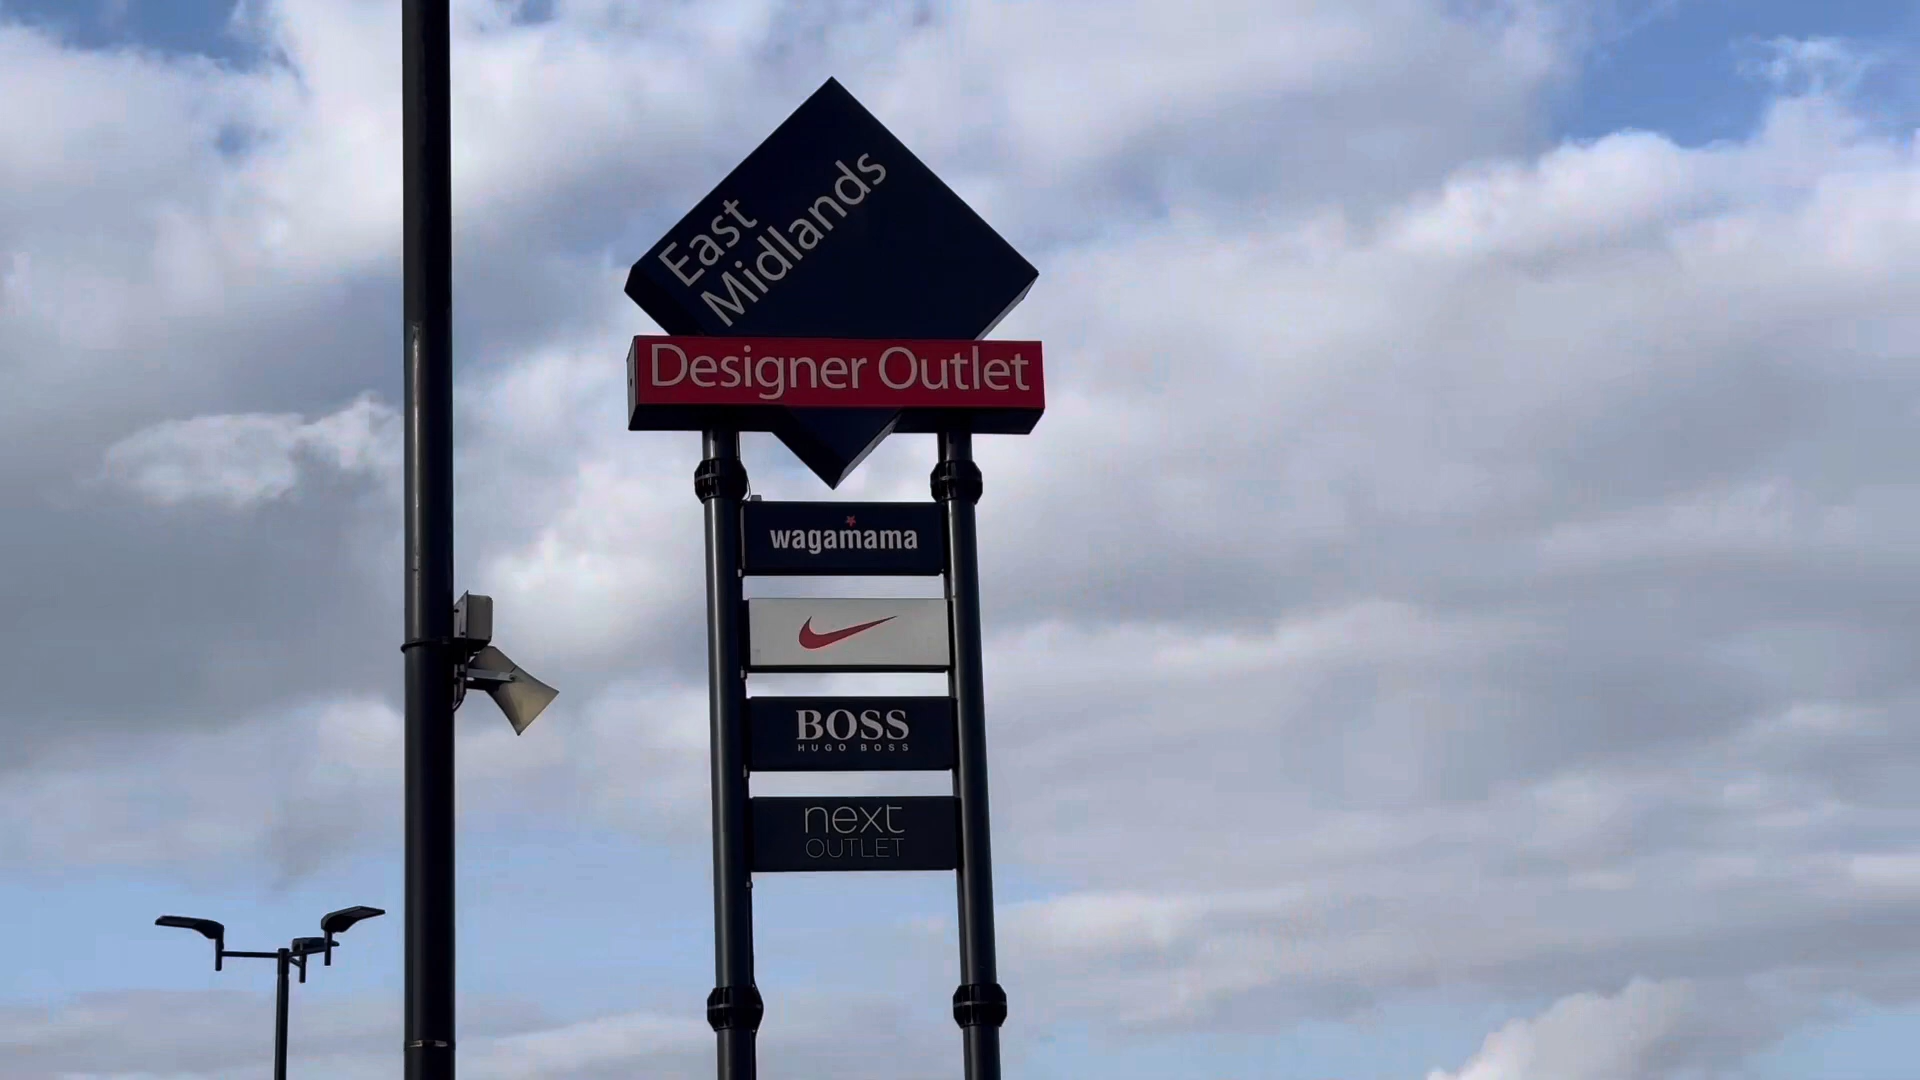 East
Midlands
Designer Outlet
wagamama
BOSS
HUGO BOSS
next
OUTLET